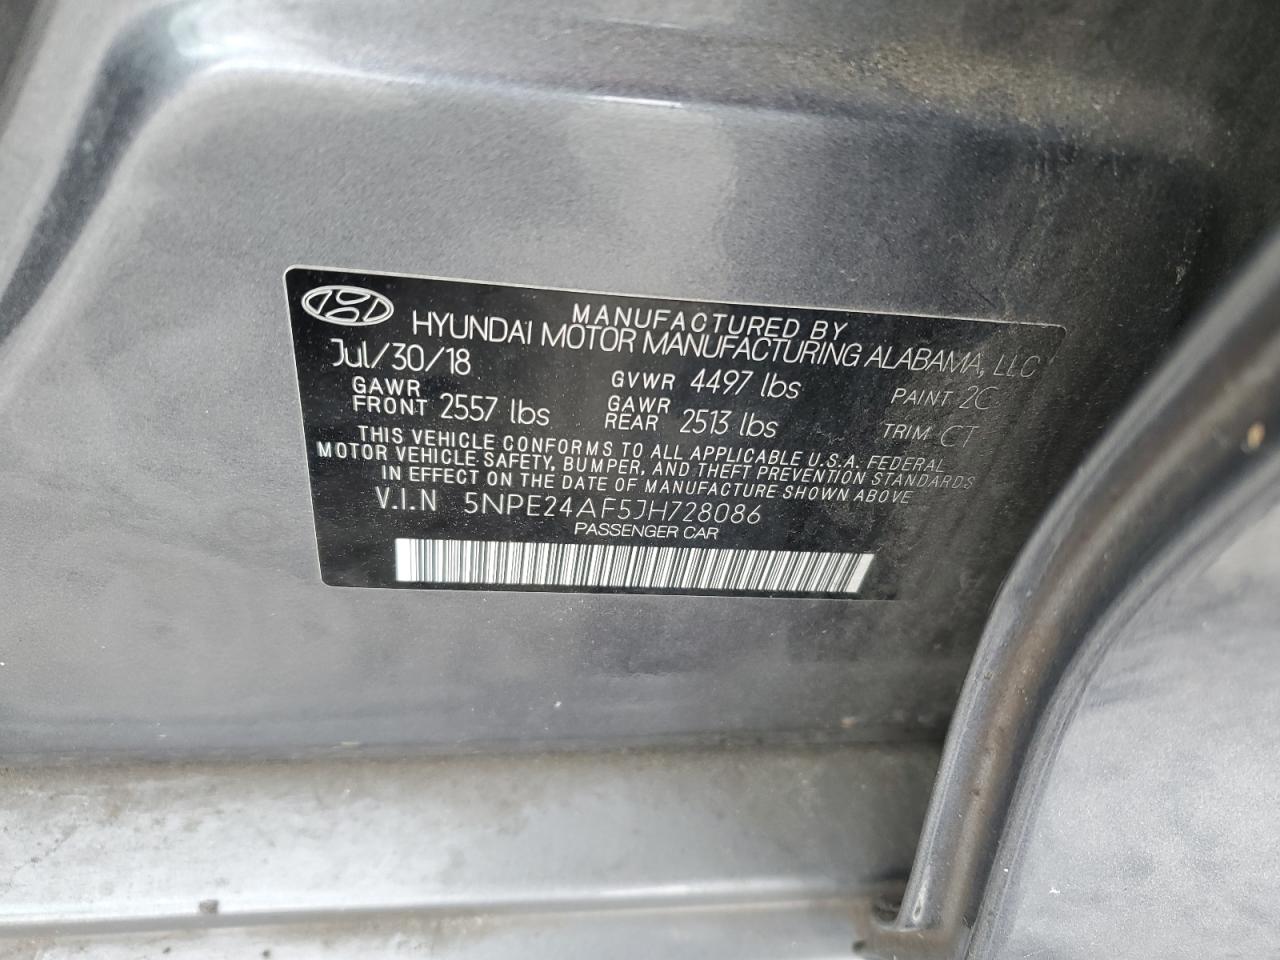 MANUFACTURED BY
HYUNDAI MOTOR MANUFACTURING ALABAMA, LLC
Jul/30/18
GVWR 4497 lbs
PAINT 2C
GAWR FRONT 2557 lbs
GAWR REAR 2513 lbs
TRIM CT
THIS VEHICLE CONFORMS TO ALL APPLICABLE U.S.A. FEDERAL
MOTOR VEHICLE SAFETY, BUMPER, AND THEFT PREVENTION STANDARDS
IN EFFECT ON THE DATE OF MANUFACTURE SHOWN ABOVE
V.I.N 5NPE24AF5JH728086
PASSENGER CAR